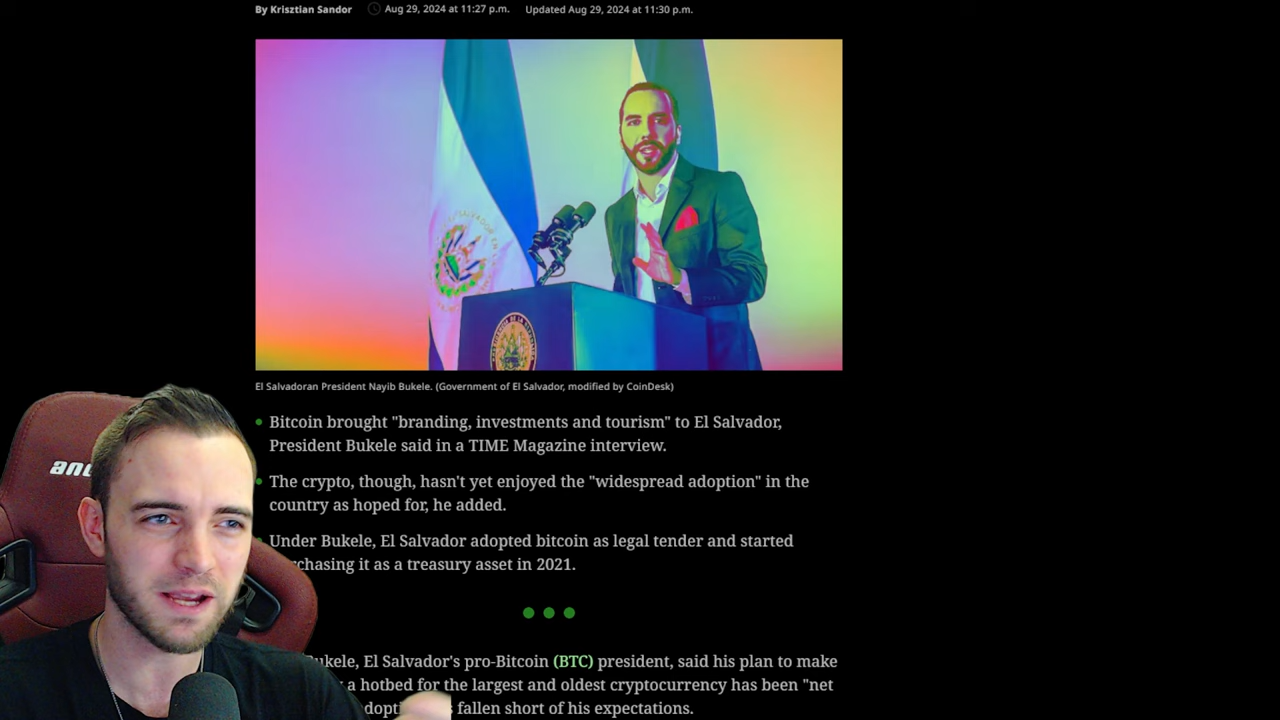 By Krisztian Sandor Aug 29, 2024 at 11:27 p.m. Updated Aug 29, 2024 at 11:30 p.m.
El Salvadoran President Nayib Bukele. (Government of El Salvador, modified by CoinDesk)
Bitcoin brought "branding, investments and tourism" to El Salvador,
President Bukele said in a TIME Magazine interview.
The crypto, though, hasn't yet enjoyed the "widespread adoption" in the
country as hoped for, he added.
Under Bukele, El Salvador adopted bitcoin as legal tender and started
rchasing it as a treasury asset in 2021.
Bukele, El Salvador's pro-Bitcoin (BTC) president, said his plan to make
a hotbed for the largest and oldest cryptocurrency has been "net
fallen short of his expectations.